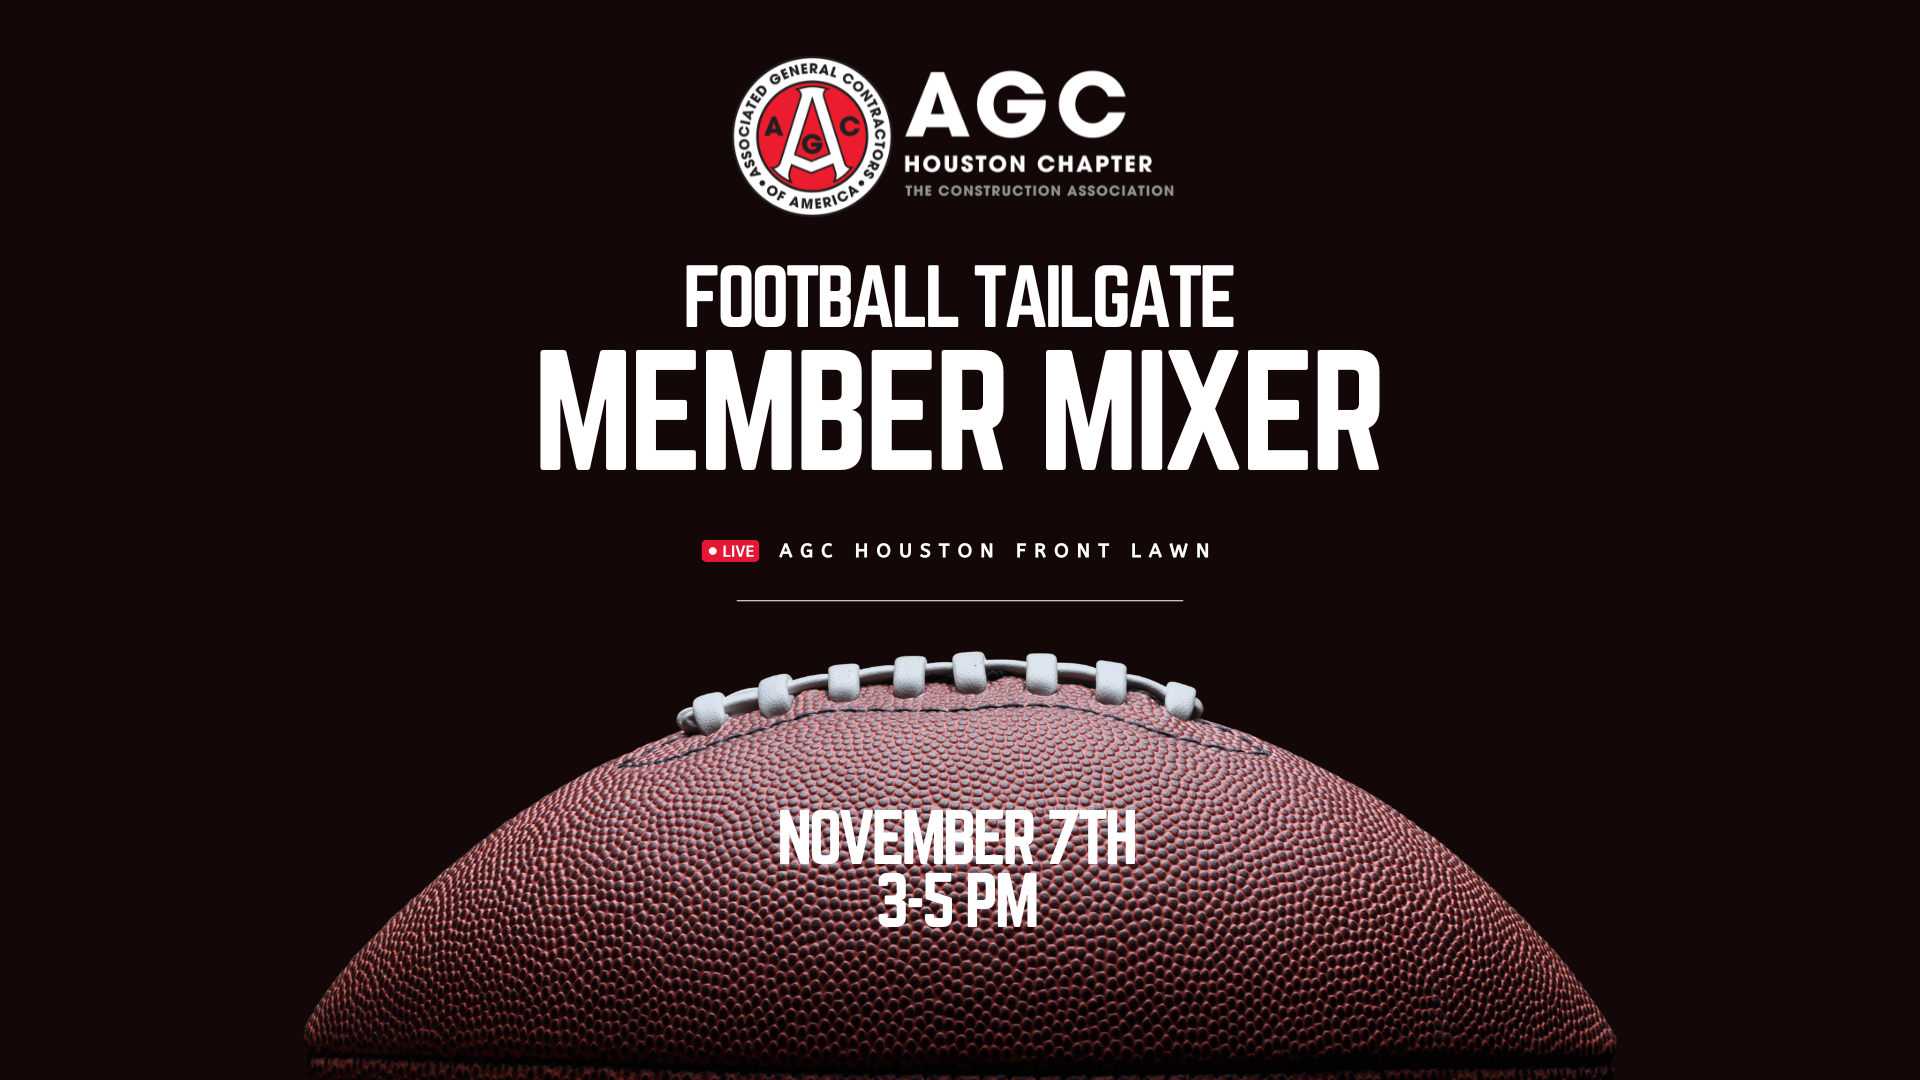 ASSOCIATED GENERAL CONTRACTORS
• OF AMERICA •
A G C
AGC
HOUSTON CHAPTER
THE CONSTRUCTION ASSOCIATION
FOOTBALL TAILGATE
MEMBER MIXER
LIVE AGC HOUSTON FRONT LAWN
NOVEMBER 7TH
3-5 PM